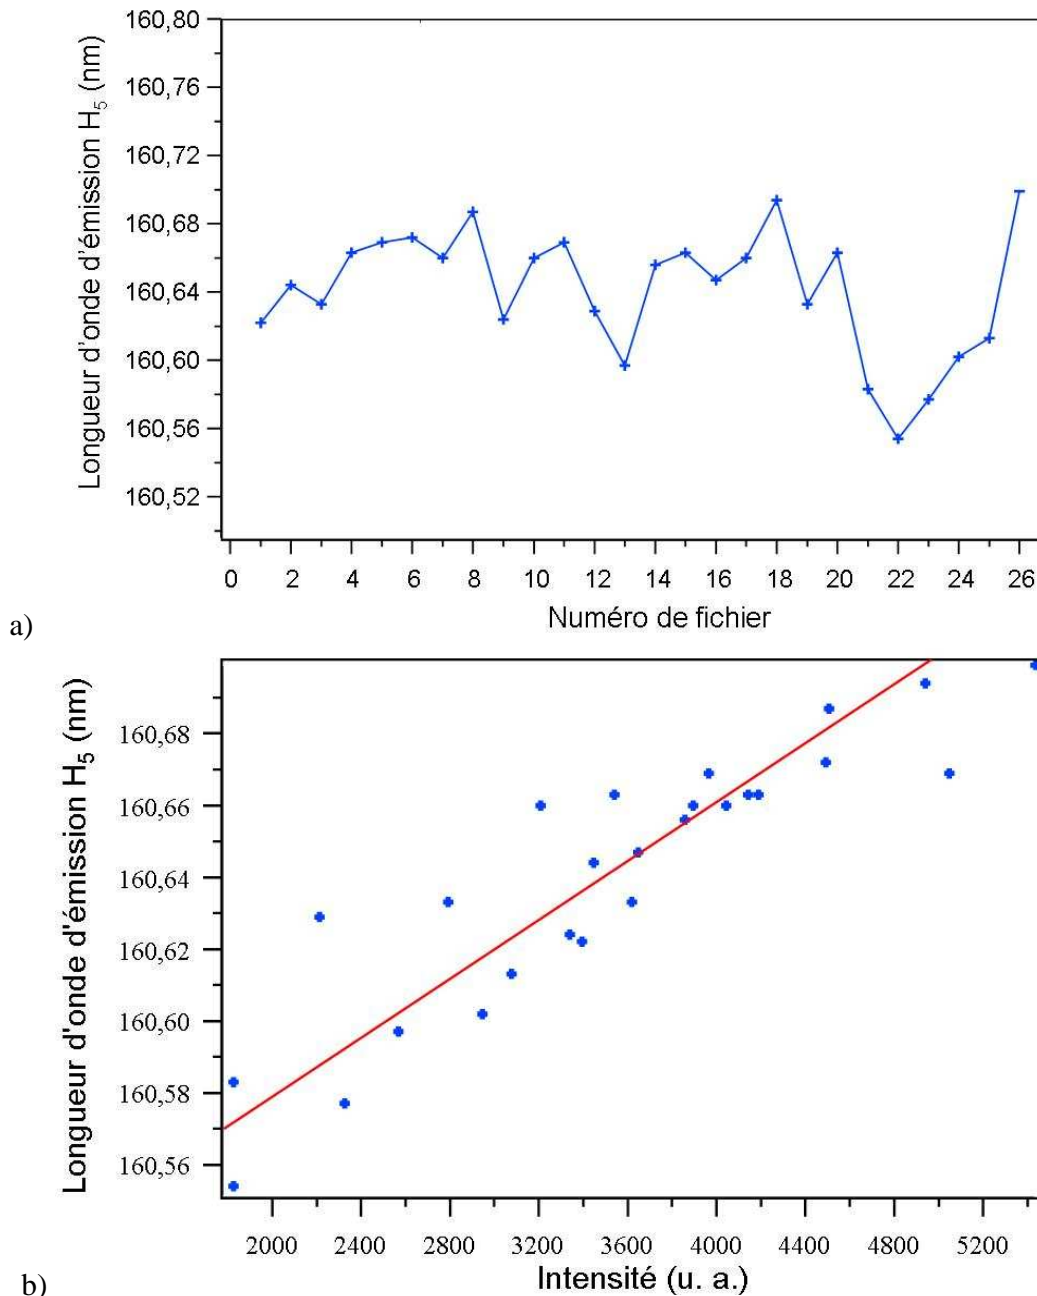 160,80
160,76
160,72
160,68
160,64
160,60
160,56
160,52
Longueur d'onde d'émission H5 (nm)
0 2 4 6 8 10 12 14 16 18 20 22 24 26
Numéro de fichier
a)
160,68
160,66
160,64
160,62
160,60
160,58
160,56
Longueur d'onde d'émission H5 (nm)
2000 2400 2800 3200 3600 4000 4400 4800 5200
Intensité (u. a.)
b)